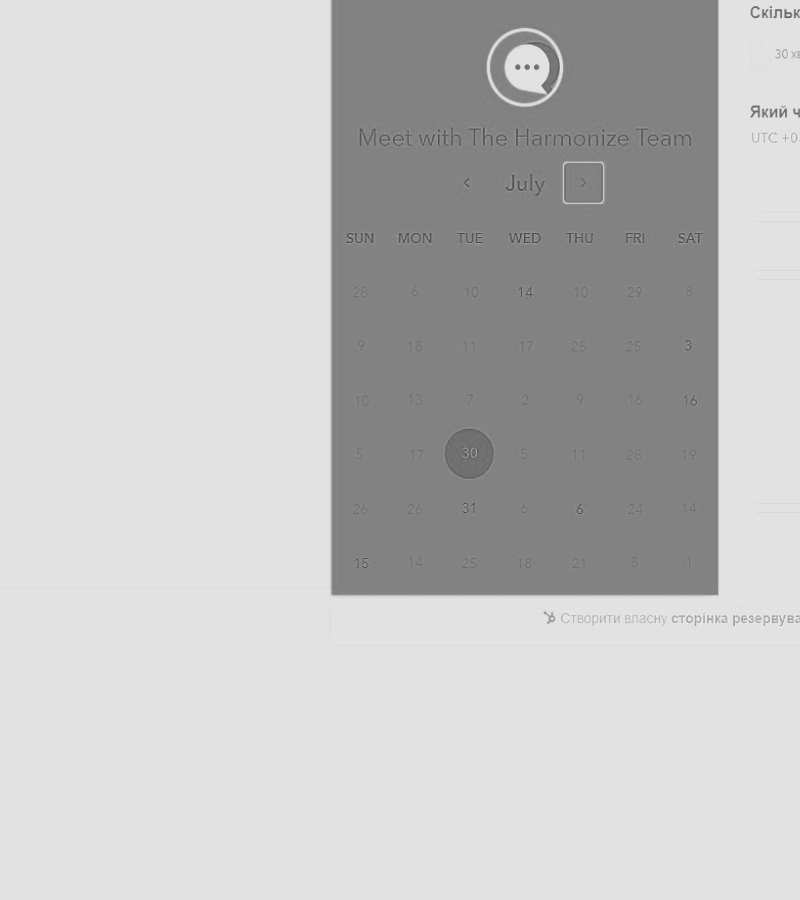 Скільк
30 хв
Який ч
Meet with The Harmonize Team
UTC +0
July
SUN MON TUE WED THU FRI SAT
28 6 10 14 10 29 8
9 18 11 17 25 25 3
10 13 7 2 9 16 16
5 17 30 5 11 28 19
26 26 31 6 6 24 14
15 14 25 18 21 8 1
Створити власну сторінка резервува